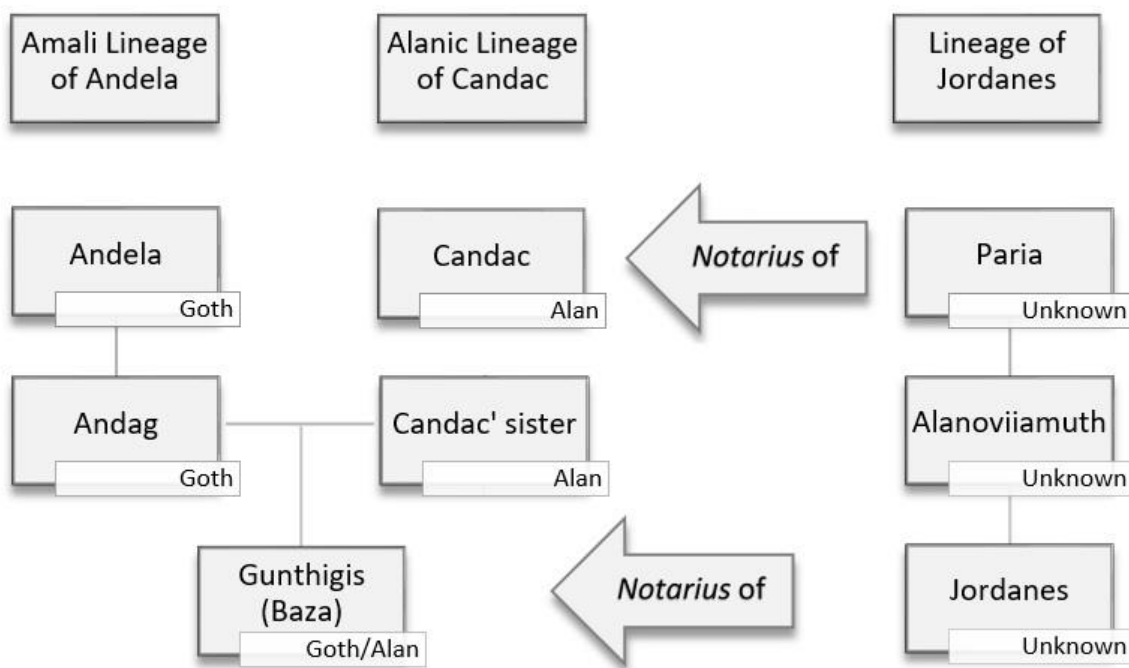 Amali Lineage
of Andela
Alanic Lineage
of Candac
Lineage of
Jordanes
Andela
Goth
Candac
Alan
Notarius of
Paria
Unknown
Andag
Goth
Candac' sister
Alan
Alanoviiamuth
Unknown
Gunthigis
(Baza)
Goth/Alan
Notarius of
Jordanes
Unknown